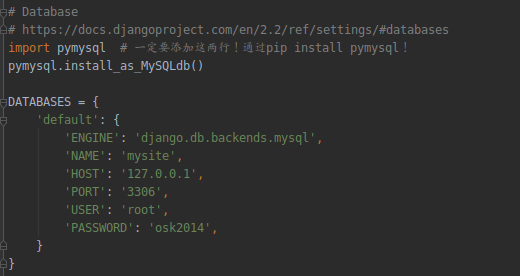 # Database
# https://docs.djangoproject.com/en/2.2/ref/settings/#databases
import pymysql  # 一定要添加这两行！通过pip install pymysql！
pymysql.install_as_MySQLdb()
DATABASES = {
    'default': {
        'ENGINE': 'django.db.backends.mysql',
        'NAME': 'mysite',
        'HOST': '127.0.0.1',
        'PORT': '3306',
        'USER': 'root',
        'PASSWORD': 'osk2014',
    }
}